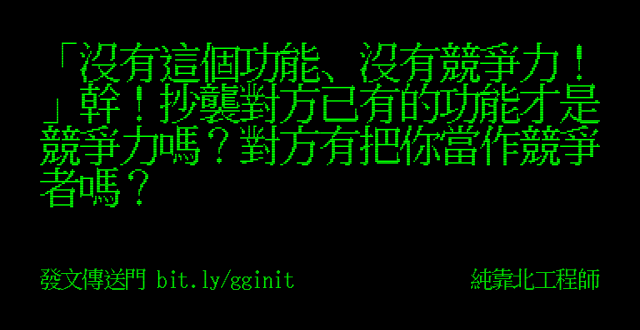 「沒有這個功能、沒有競爭力！
」幹！抄襲對方已有的功能才是
競爭力嗎？對方有把你當作競爭
者嗎？
發文傳送門 bit.ly/gginit
純靠北工程師